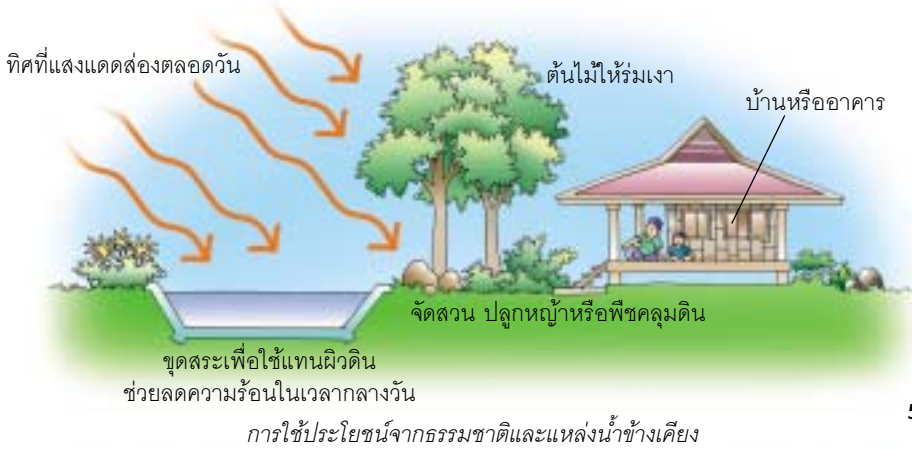 ทิศที่แสงแดดส่องตลอดวัน
ต้นไม้ให้ร่มเงา
บ้านหรืออาคาร
จัดสวน ปลูกหญ้าหรือพืชคลุมดิน
ขุดสระเพื่อใช้แทนผิวดิน
ช่วยลดความร้อนในเวลากลางวัน
5
การใช้ประโยชน์จากธรรมชาติและแหล่งน้ำข้างเคียง